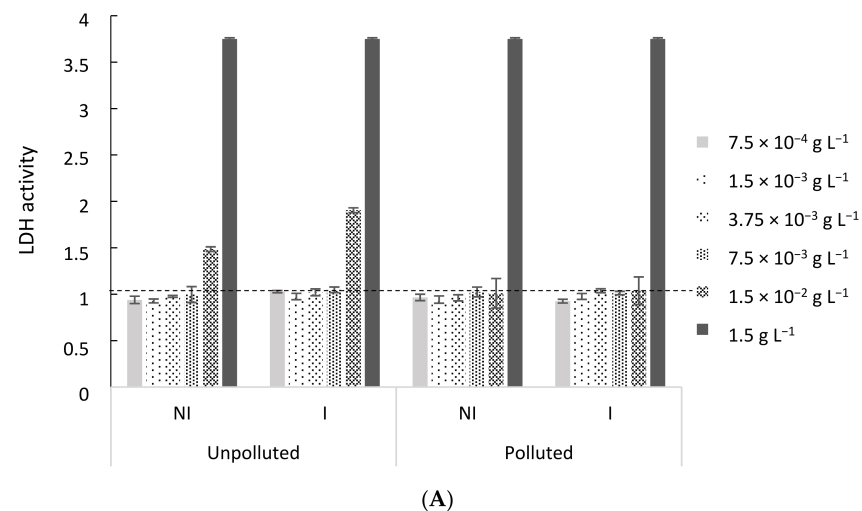 4
3.5
3
2.5
2
1.5
1
0.5
0
LDH activity
NI
I
NI
I
Unpolluted
Polluted
7.5 × 10⁻⁴ g L⁻¹
1.5 × 10⁻³ g L⁻¹
3.75 × 10⁻³ g L⁻¹
7.5 × 10⁻³ g L⁻¹
1.5 × 10⁻² g L⁻¹
1.5 g L⁻¹
(A)